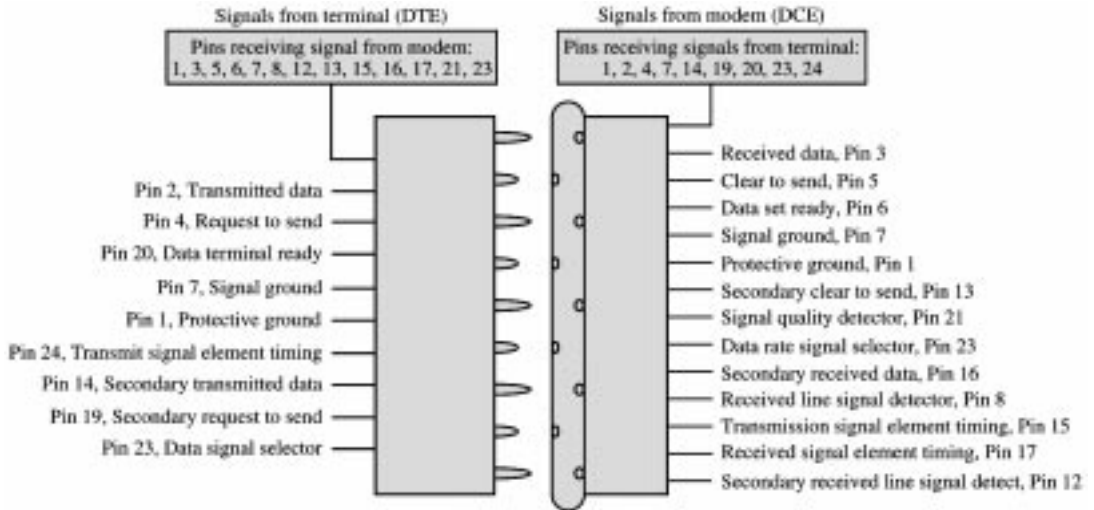 Signals from terminal (DTE)
Pins receiving signal from modem:
1, 3, 5, 6, 7, 8, 12, 13, 15, 16, 17, 21, 23
Pin 2, Transmitted data
Pin 4, Request to send
Pin 20, Data terminal ready
Pin 7, Signal ground
Pin 1, Protective ground
Pin 24, Transmit signal element timing
Pin 14, Secondary transmitted data
Pin 19, Secondary request to send
Pin 23, Data signal selector
Signals from modem (DCE)
Pins receiving signals from terminal:
1, 2, 4, 7, 14, 19, 20, 23, 24
Received data, Pin 3
Clear to send, Pin 5
Data set ready, Pin 6
Signal ground, Pin 7
Protective ground, Pin 1
Secondary clear to send, Pin 13
Signal quality detector, Pin 21
Data rate signal selector, Pin 23
Secondary received data, Pin 16
Received line signal detector, Pin 8
Transmission signal element timing, Pin 15
Received signal element timing, Pin 17
Secondary received line signal detect, Pin 12